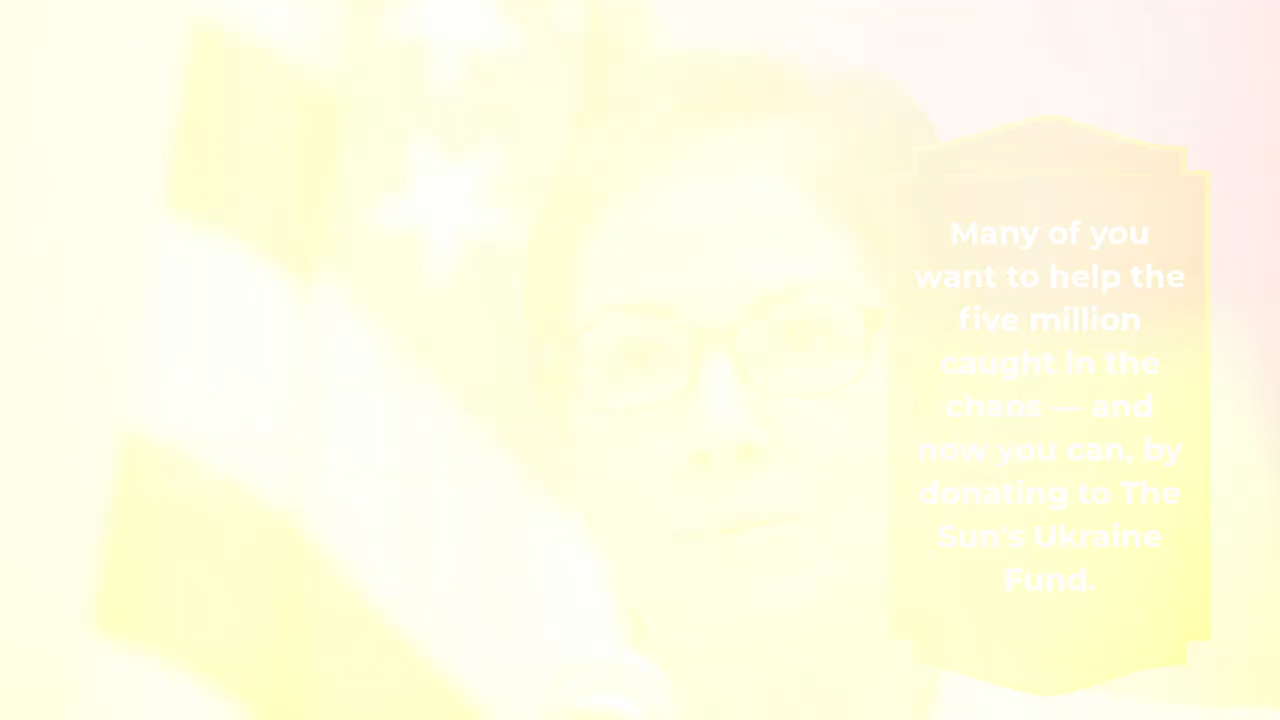 Many of you
want to help the
five million
caught in the
chaos — and
now you can, by
donating to The
Sun's Ukraine
Fund.